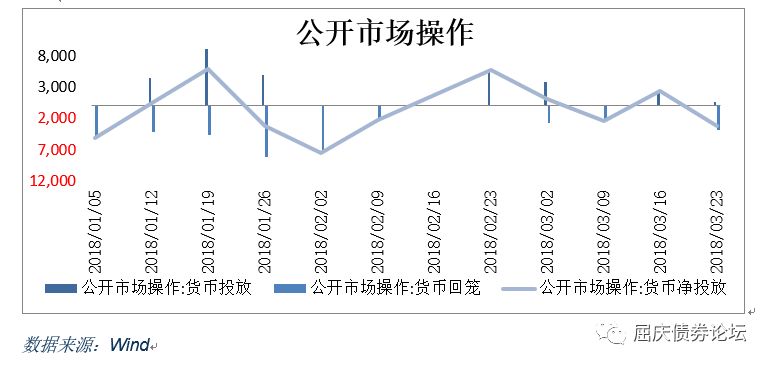 公开市场操作
8,000
3,000
2,000
7,000
12,000
2018/01/05
2018/01/12
2018/01/19
2018/01/26
2018/02/02
2018/02/09
2018/02/16
2018/02/23
2018/03/02
2018/03/09
2018/03/16
2018/03/23
公开市场操作:货币投放
公开市场操作:货币回笼
公开市场操作:货币净投放
屈庆债券论坛
数据来源：Wind